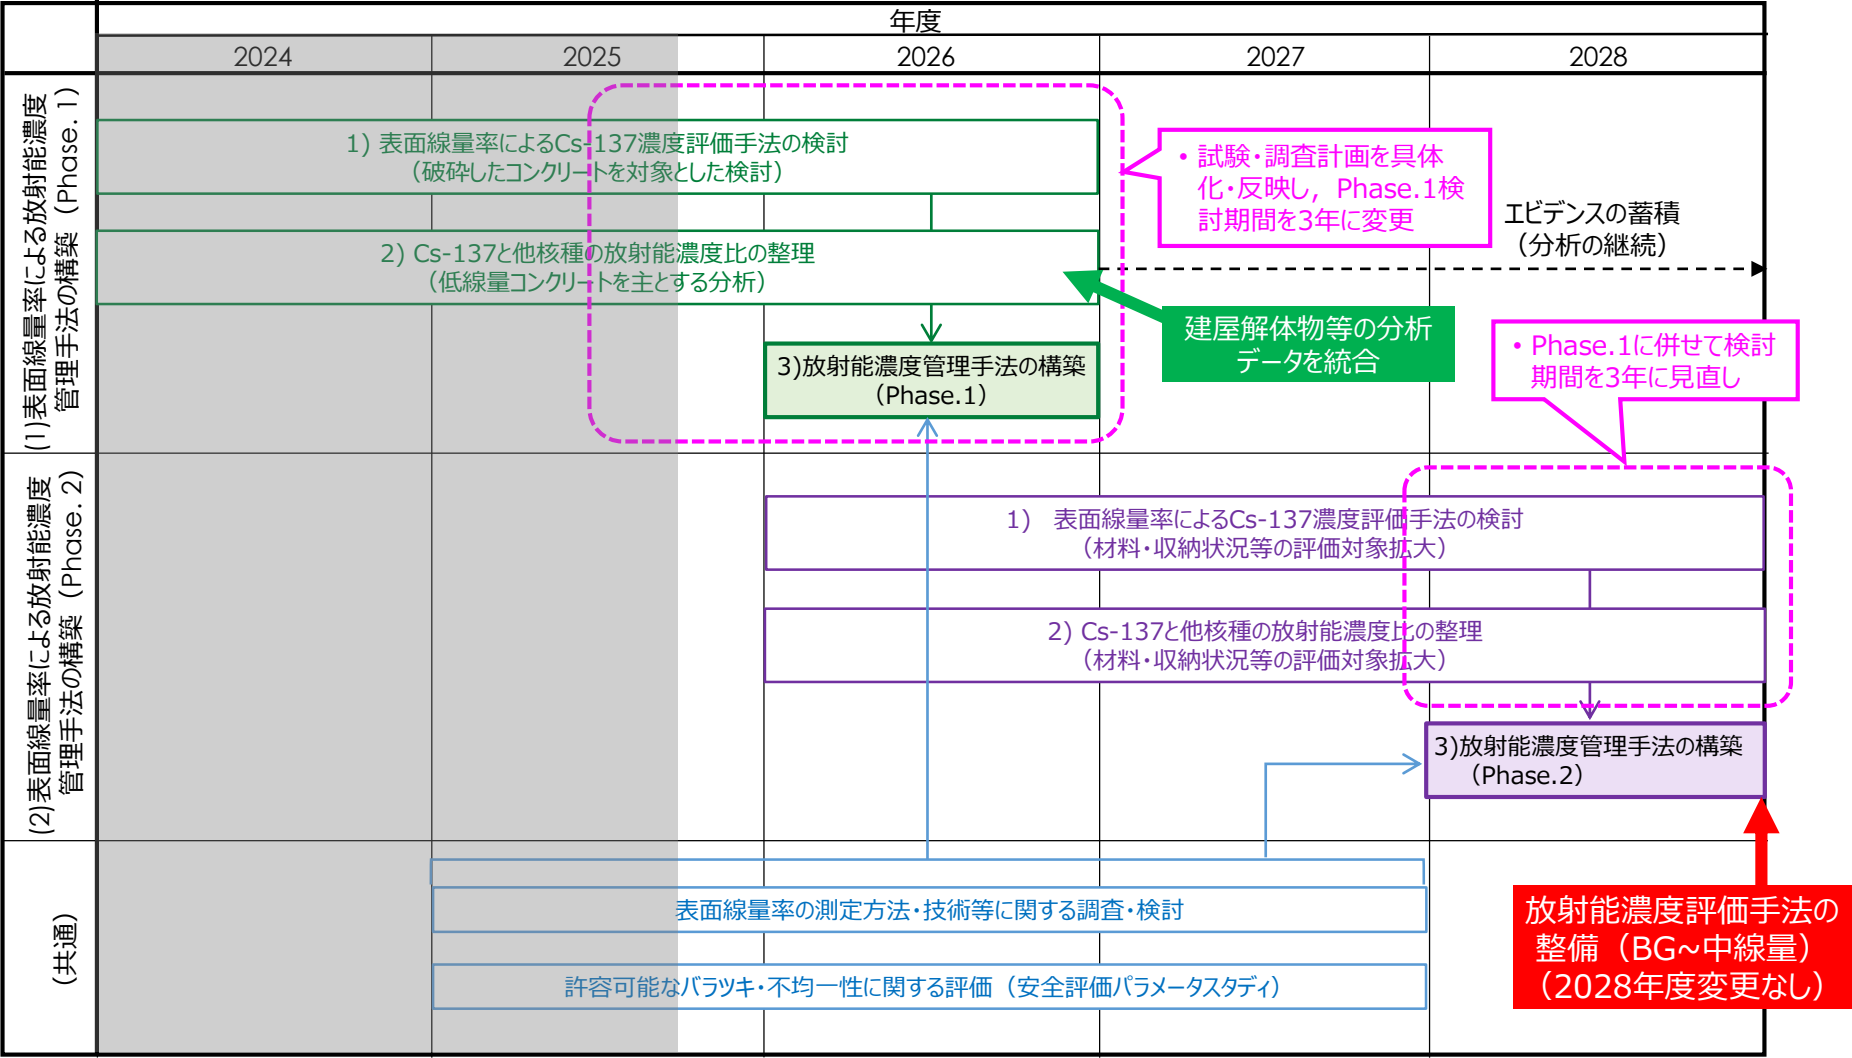 年度
2024
2025
2026
2027
2028
(1)表面線量率による放射能濃度
管理手法の構築（Phase. 1）
1) 表面線量率によるCs-137濃度評価手法の検討
（破砕したコンクリートを対象とした検討）
2) Cs-137と他核種の放射能濃度比の整理
（低線量コンクリートを主とする分析）
3)放射能濃度管理手法の構築
（Phase.1）
・試験・調査計画を具体
化・反映し，Phase.1検
討期間を3年に変更
エビデンスの蓄積
（分析の継続）
建屋解体物等の分析
データを統合
・Phase.1に併せて検討
期間を3年に見直し
(2)表面線量率による放射能濃度
管理手法の構築（Phase. 2）
1)　表面線量率によるCs-137濃度評価手法の検討
（材料・収納状況等の評価対象拡大）
2) Cs-137と他核種の放射能濃度比の整理
（材料・収納状況等の評価対象拡大）
3)放射能濃度管理手法の構築
（Phase.2）
(共通)
表面線量率の測定方法・技術等に関する調査・検討
許容可能なバラツキ・不均一性に関する評価（安全評価パラメータスタディ）
放射能濃度評価手法の
整備（BG~中線量）
（2028年度変更なし）